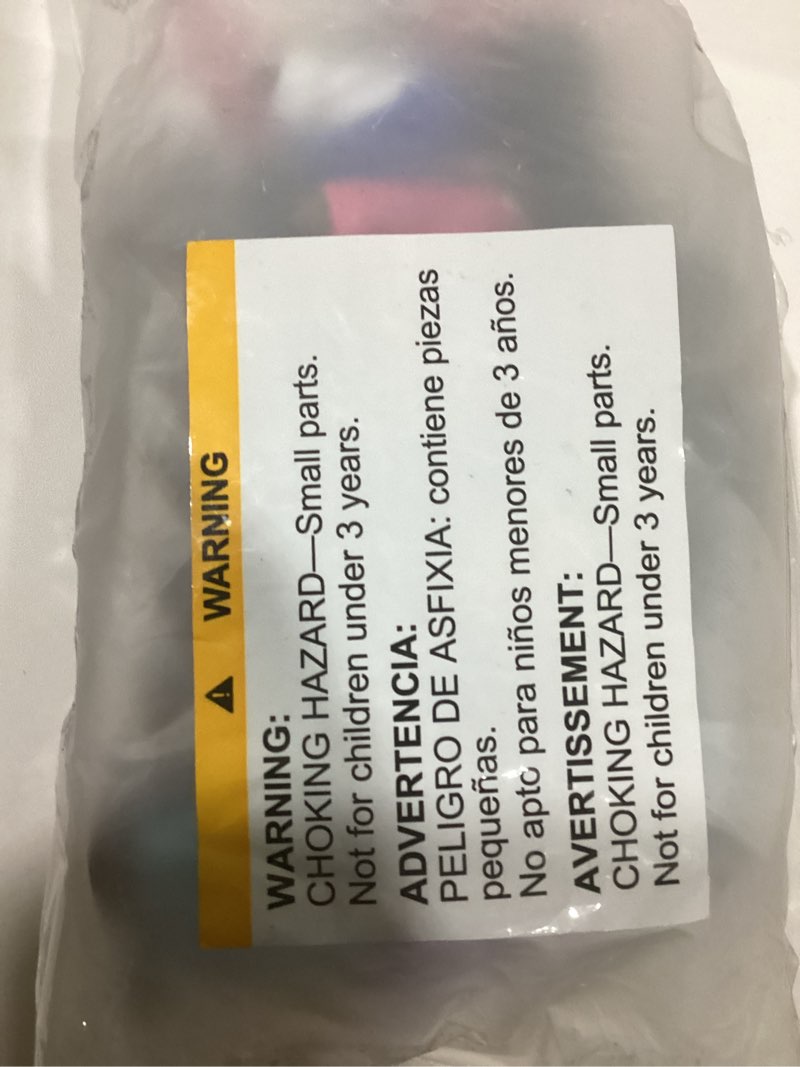 WARNING
WARNING:
CHOKING HAZARD—Small parts.
Not for children under 3 years.
ADVERTENCIA:
PELIGRO DE ASFIXIA: contiene piezas
pequeñas.
No apto para niños menores de 3 años.
AVERTISSEMENT:
CHOKING HAZARD—Small parts.
Not for children under 3 years.